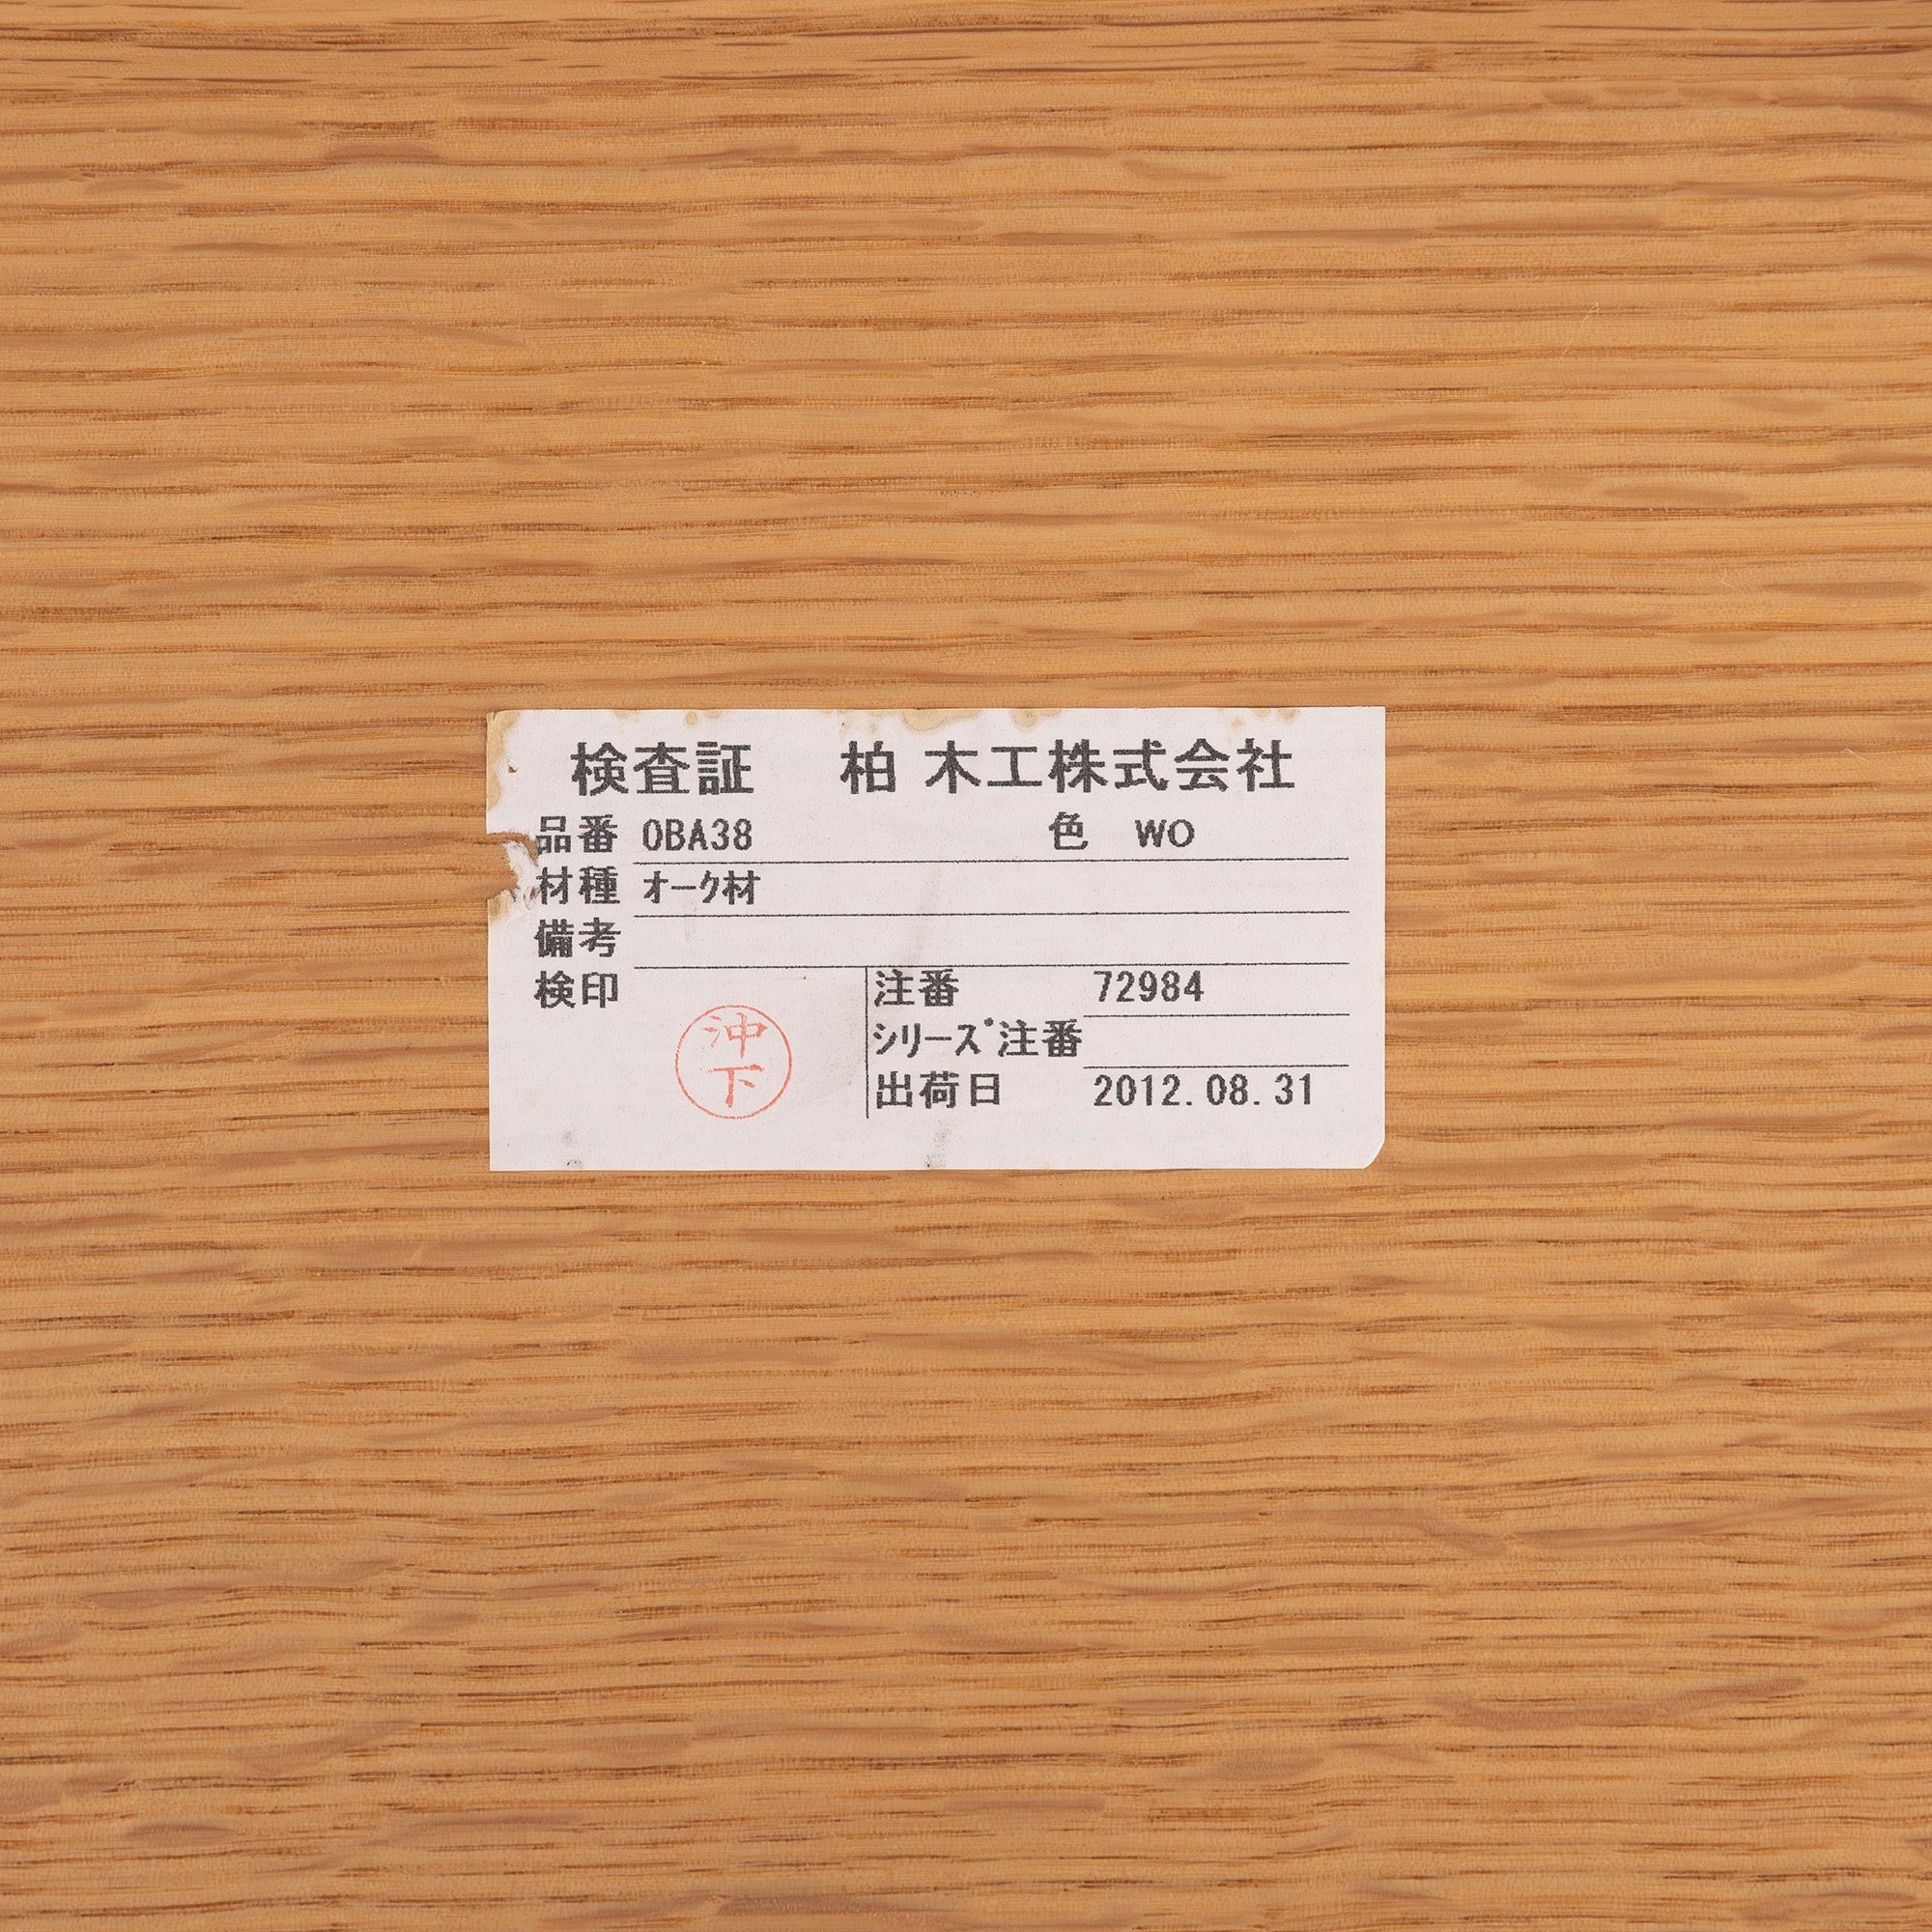 検査証 柏 木工株式会社
品番 OBA38 色 WO
材種 オーク材
備考
検印
沖
下
注番 72984
シリーズ注番
出荷日 2012.08.31